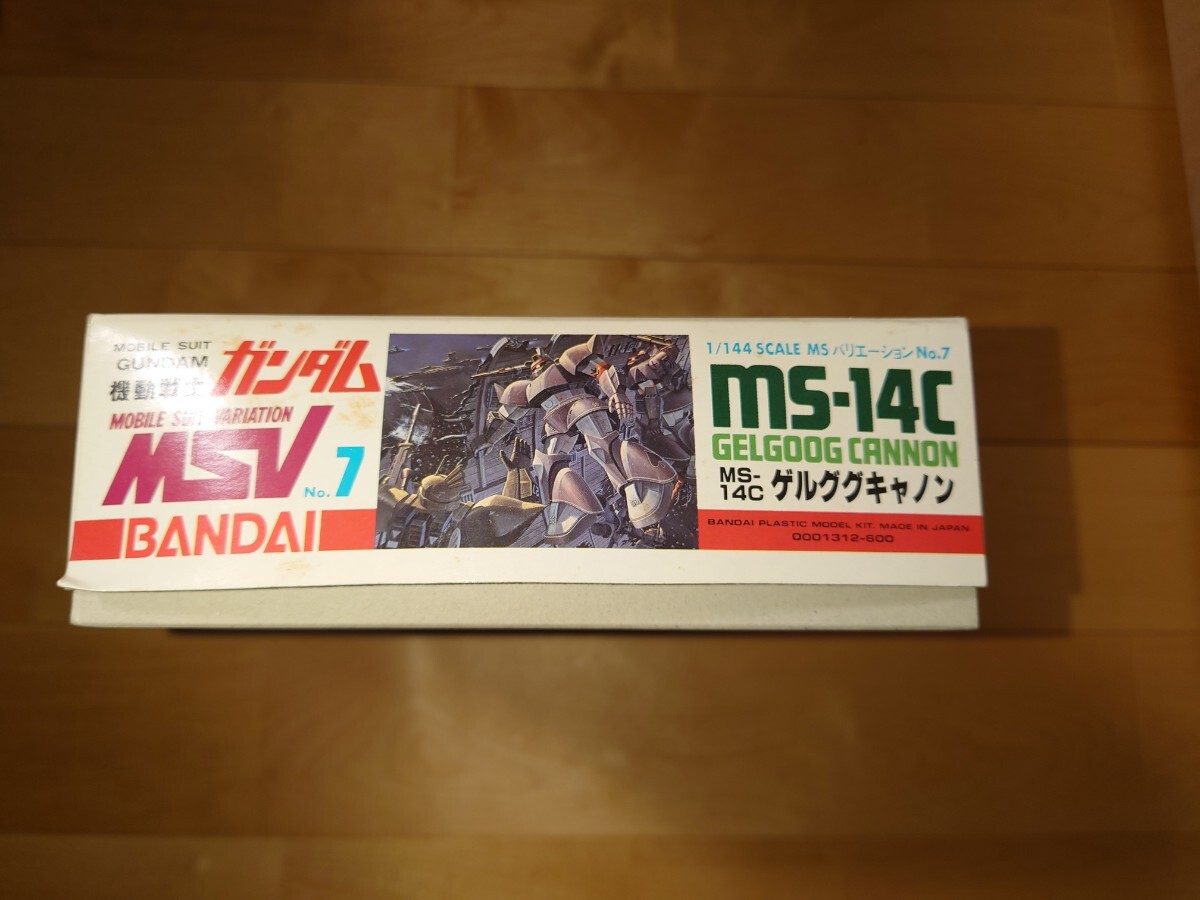 MOBILE SUIT
GUNDAM
機動戦士ガンダム
MOBILE SUIT VARIATION
MSV No.7
BANDAI
1/144 SCALE MS バリエーション No.7
MS-14C
GELGOOG CANNON
MS-14C ゲルググキャノン
BANDAI PLASTIC MODEL KIT. MADE IN JAPAN
0001312-600